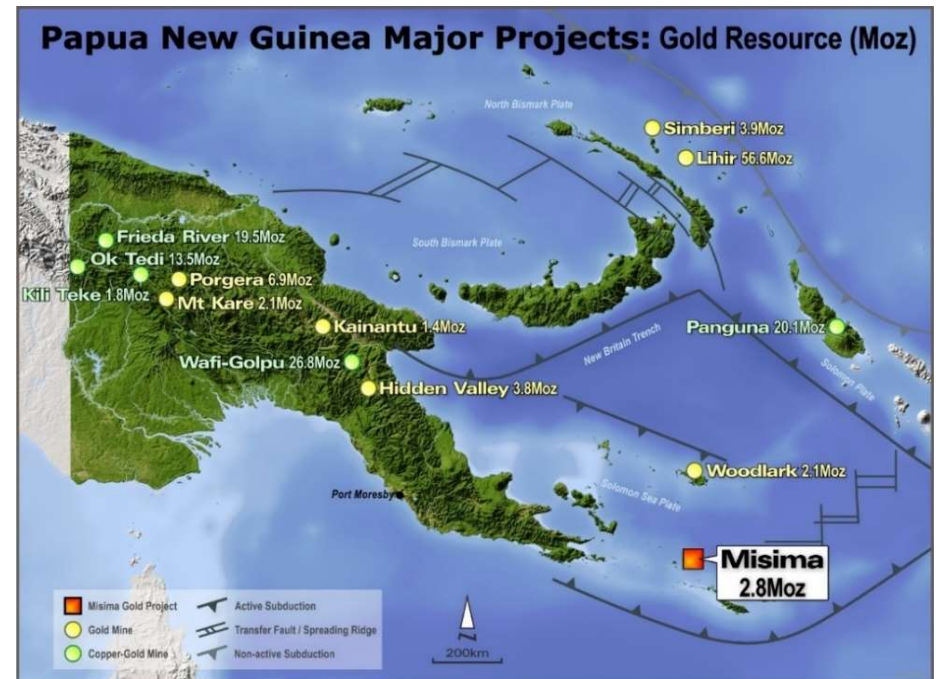 Papua New Guinea Major Projects: Gold Resource (Moz)
North Bismark Plate
Simberi 3.9Moz
Lihir 56.6Moz
Frieda River 19.5Moz
South Bismark Plate
Ok Tedi 13.5Moz
Porgera 6.9Moz
Kili Teke 1.8Moz
Mt Kare 2.1Moz
Kainantu 1.4Moz
Panguna 20.1Moz
New Britain Trench
Solomon Plate
Wafi-Golpu 26.8Moz
Hidden Valley 3.8Moz
Woodlark 2.1Moz
Port Moresby
Solomon Sea Plate
Misima
2.8Moz
Misima Gold Project
Gold Mine
Copper-Gold Mine
Active Subduction
Transfer Fault / Spreading Ridge
Non-active Subduction
N
200km